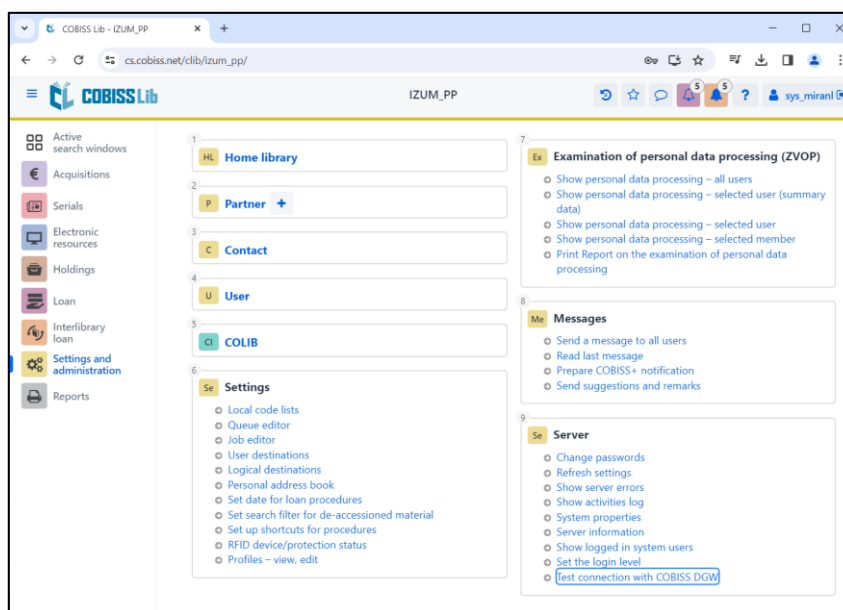 COBISS Lib - IZUM_PP
cs.cobiss.net/clib/izum_pp/
CL COBISS Lib
IZUM_PP
5
5
?
sys_miranl
Active
search windows
€
Acquisitions
Serials
Electronic
resources
Holdings
Loan
Interlibrary
loan
Settings and
administration
Reports
1
HL Home library
2
P Partner +
3
C Contact
4
U User
5
CI COLIB
6
Se Settings
Local code lists
Queue editor
Job editor
User destinations
Logical destinations
Personal address book
Set date for loan procedures
Set search filter for de-accessioned material
Set up shortcuts for procedures
RFID device/protection status
Profiles – view, edit
7
Ex Examination of personal data processing (ZVOP)
Show personal data processing – all users
Show personal data processing – selected user (summary
data)
Show personal data processing – selected user
Show personal data processing – selected member
Print Report on the examination of personal data
processing
8
Me Messages
Send a message to all users
Read last message
Prepare COBISS+ notification
Send suggestions and remarks
9
Se Server
Change passwords
Refresh settings
Show server errors
Show activities log
System properties
Server information
Show logged in system users
Set the login level
Test connection with COBISS DGW